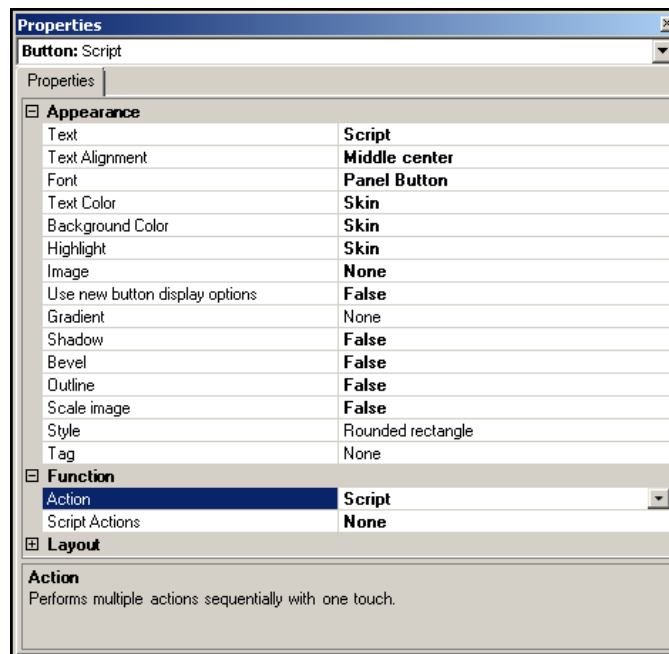 Properties
Button: Script
Properties
Appearance
Text Script
Text Alignment Middle center
Font Panel Button
Text Color Skin
Background Color Skin
Highlight Skin
Image None
Use new button display options False
Gradient None
Shadow False
Bevel False
Outline False
Scale image False
Style Rounded rectangle
Tag None
Function
Action Script
Script Actions None
Layout
Action
Performs multiple actions sequentially with one touch.